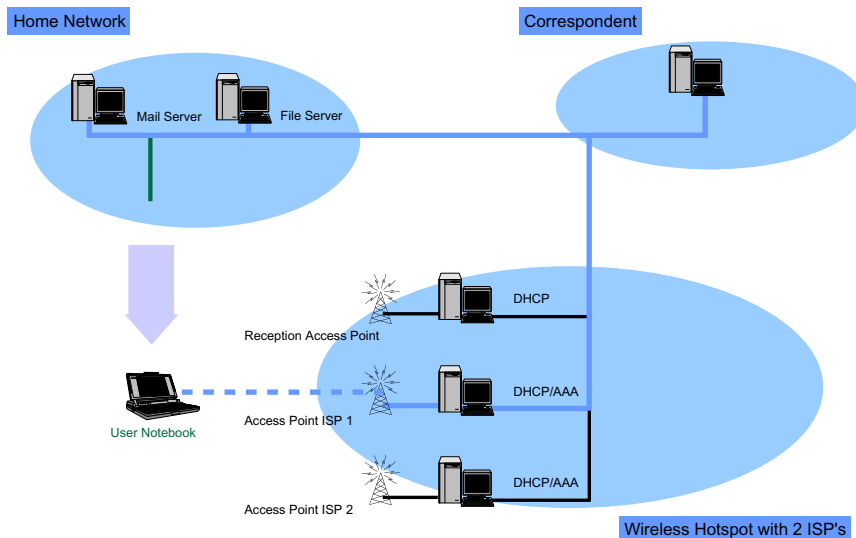 Home Network
Correspondent
Mail Server
File Server
DHCP
Reception Access Point
DHCP/AAA
Access Point ISP 1
User Notebook
DHCP/AAA
Access Point ISP 2
Wireless Hotspot with 2 ISP's